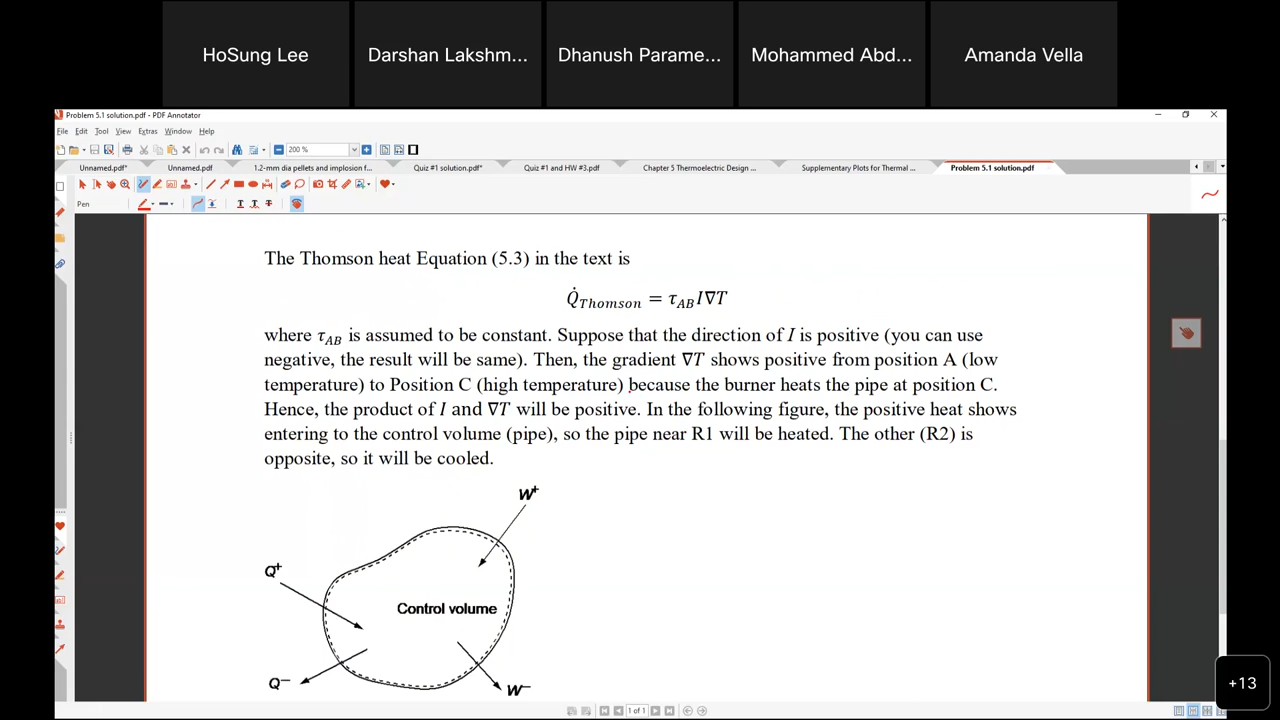 HoSung Lee
Darshan Lakshm...
Dhanush Parame...
Mohammed Abd...
Amanda Vella
Problem 5.1 solution.pdf - PDF Annotator
File Edit Tool View Extras Window Help
200 %
Unnamed.pdf*
Unnamed.pdf
1.2-mm dia pellets and implosion f...
Quiz #1 solution.pdf*
Quiz #1 and HW #3.pdf
Chapter 5 Thermoelectric Design ...
Supplementary Plots for Thermal ...
Problem 5.1 solution.pdf
Pen
The Thomson heat Equation (5.3) in the text is
Q̇_Thomson = τ_AB I∇T
where τ_AB is assumed to be constant. Suppose that the direction of I is positive (you can use
negative, the result will be same). Then, the gradient ∇T shows positive from position A (low
temperature) to Position C (high temperature) because the burner heats the pipe at position C.
Hence, the product of I and ∇T will be positive. In the following figure, the positive heat shows
entering to the control volume (pipe), so the pipe near R1 will be heated. The other (R2) is
opposite, so it will be cooled.
W+
Q+
Control volume
Q−
W−
1 of 1
+13